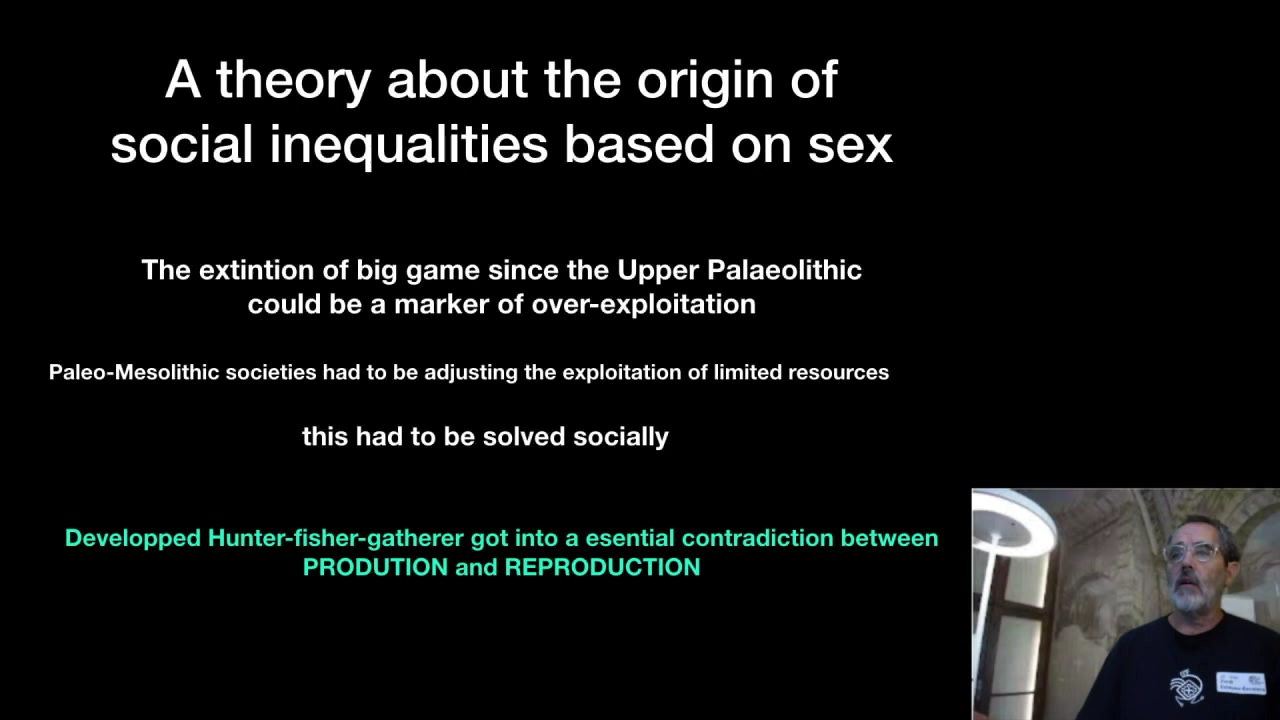 A theory about the origin of
social inequalities based on sex
The extintion of big game since the Upper Palaeolithic
could be a marker of over-exploitation
Paleo-Mesolithic societies had to be adjusting the exploitation of limited resources
this had to be solved socially
Developped Hunter-fisher-gatherer got into a esential contradiction between
PRODUTION and REPRODUCTION